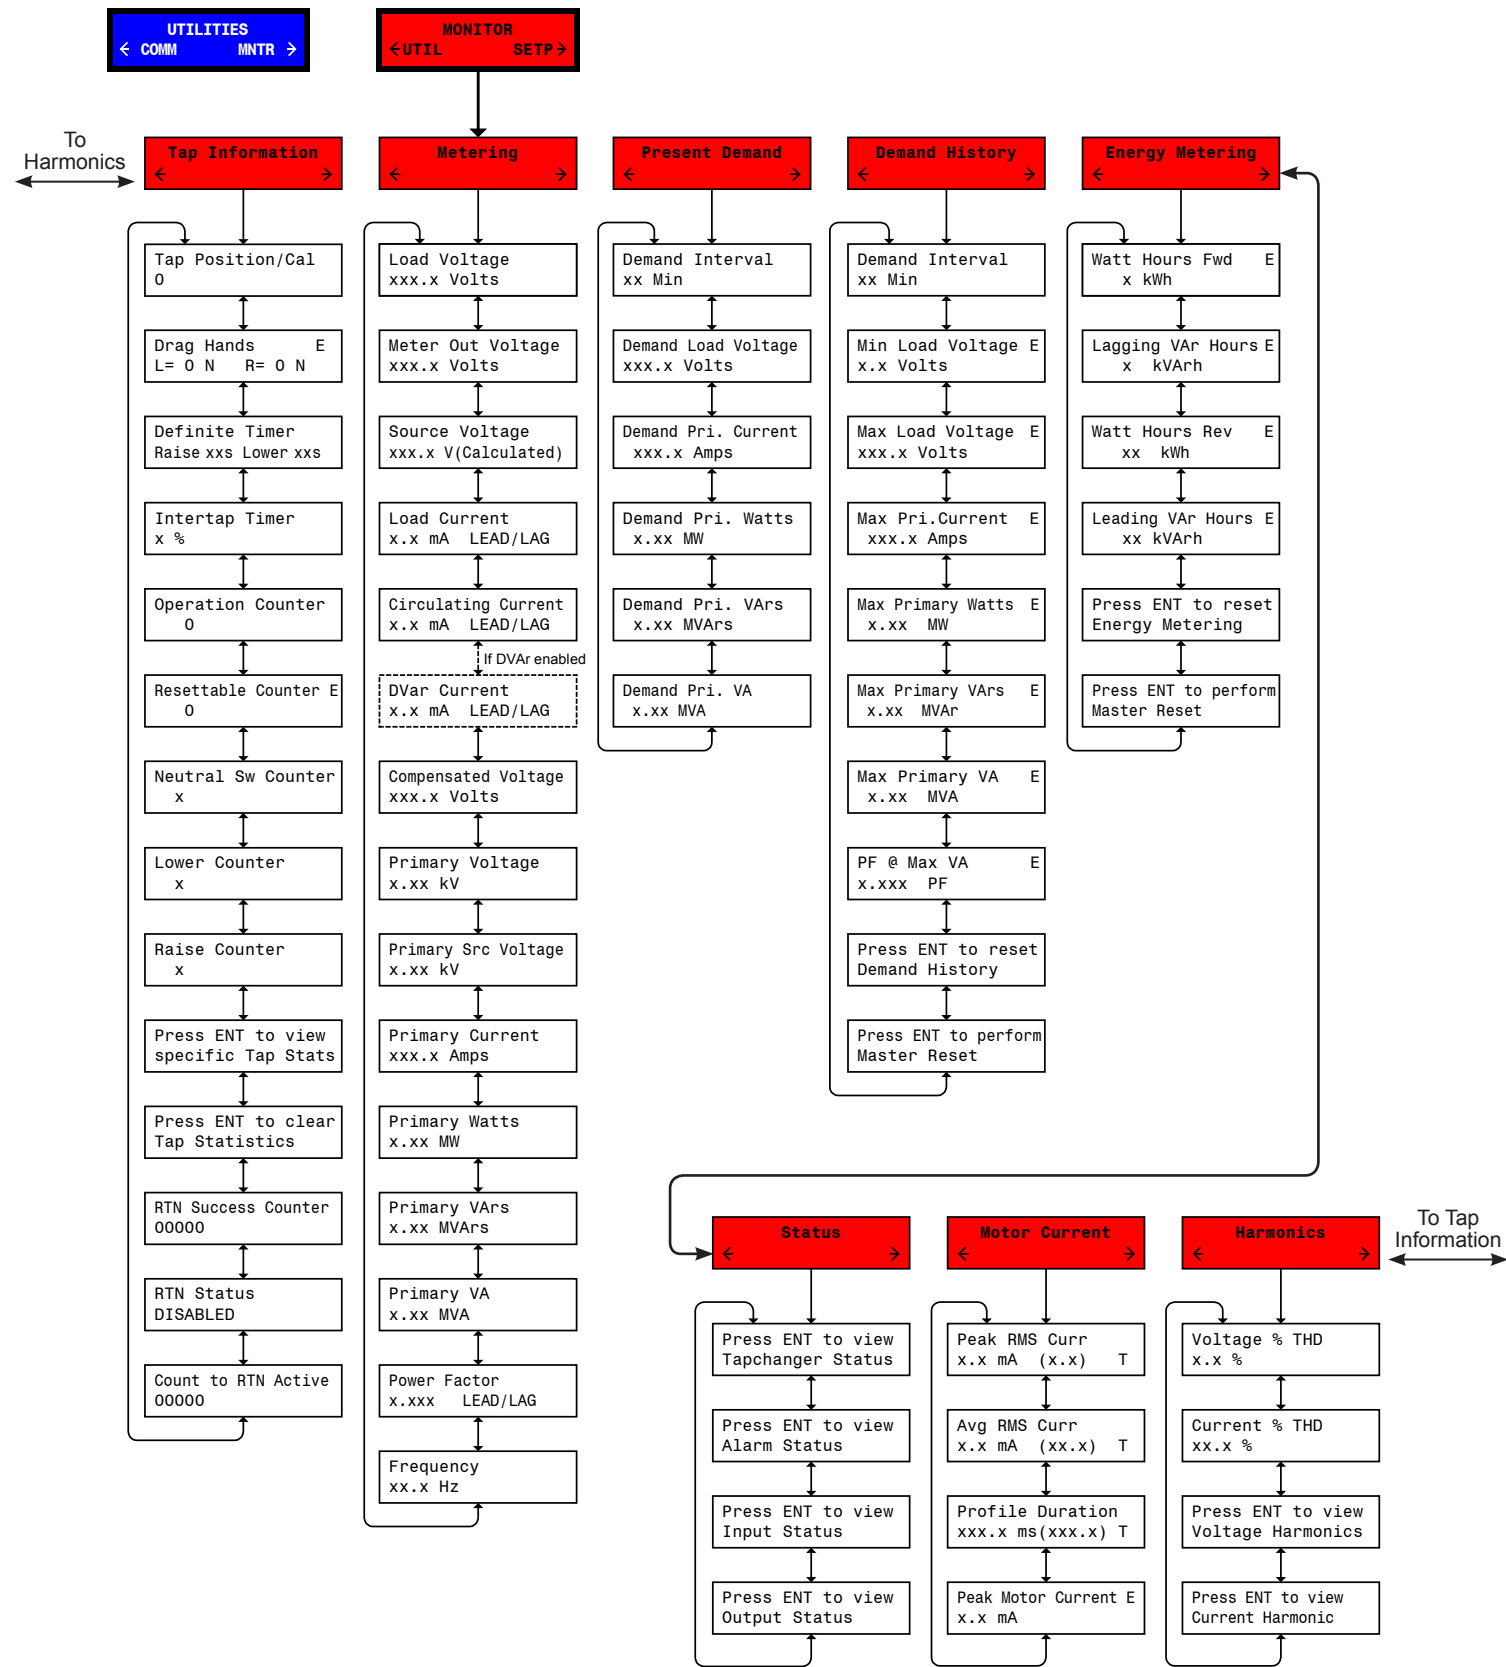 UTILITIES
← COMM MNTR →
MONITOR
←UTIL SETP→
To
Harmonics
Tap Information
← →
Tap Position/Cal
0
Drag Hands E
L= 0 N R= 0 N
Definite Timer
Raise xxs Lower xxs
Intertap Timer
x %
Operation Counter
0
Resettable Counter E
0
Neutral Sw Counter
x
Lower Counter
x
Raise Counter
x
Press ENT to view
specific Tap Stats
Press ENT to clear
Tap Statistics
RTN Success Counter
00000
RTN Status
DISABLED
Count to RTN Active
00000
Metering
← →
Load Voltage
xxx.x Volts
Meter Out Voltage
xxx.x Volts
Source Voltage
xxx.x V(Calculated)
Load Current
x.x mA LEAD/LAG
Circulating Current
x.x mA LEAD/LAG
If DVAr enabled
DVar Current
x.x mA LEAD/LAG
Compensated Voltage
xxx.x Volts
Primary Voltage
x.xx kV
Primary Src Voltage
x.xx kV
Primary Current
xxx.x Amps
Primary Watts
x.xx MW
Primary VArs
x.xx MVArs
Primary VA
x.xx MVA
Power Factor
x.xxx LEAD/LAG
Frequency
xx.x Hz
Present Demand
← →
Demand Interval
xx Min
Demand Load Voltage
xxx.x Volts
Demand Pri. Current
xxx.x Amps
Demand Pri. Watts
x.xx MW
Demand Pri. VArs
x.xx MVArs
Demand Pri. VA
x.xx MVA
Demand History
← →
Demand Interval
xx Min
Min Load Voltage E
x.x Volts
Max Load Voltage E
xxx.x Volts
Max Pri.Current E
xxx.x Amps
Max Primary Watts E
x.xx MW
Max Primary VArs E
x.xx MVAr
Max Primary VA E
x.xx MVA
PF @ Max VA E
x.xxx PF
Press ENT to reset
Demand History
Press ENT to perform
Master Reset
Energy Metering
← →
Watt Hours Fwd E
x kWh
Lagging VAr Hours E
x kVArh
Watt Hours Rev E
xx kWh
Leading VAr Hours E
xx kVArh
Press ENT to reset
Energy Metering
Press ENT to perform
Master Reset
Status
← →
Press ENT to view
Tapchanger Status
Press ENT to view
Alarm Status
Press ENT to view
Input Status
Press ENT to view
Output Status
Motor Current
← →
Peak RMS Curr
x.x mA (x.x) T
Avg RMS Curr
x.x mA (xx.x) T
Profile Duration
xxx.x ms(xxx.x) T
Peak Motor Current E
x.x mA
Harmonics
← →
Voltage % THD
x.x %
Current % THD
xx.x %
Press ENT to view
Voltage Harmonics
Press ENT to view
Current Harmonic
To Tap
Information